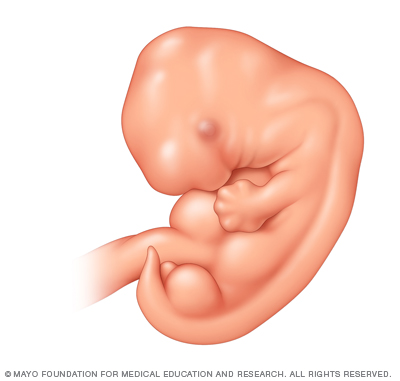 © MAYO FOUNDATION FOR MEDICAL EDUCATION AND RESEARCH. ALL RIGHTS RESERVED.